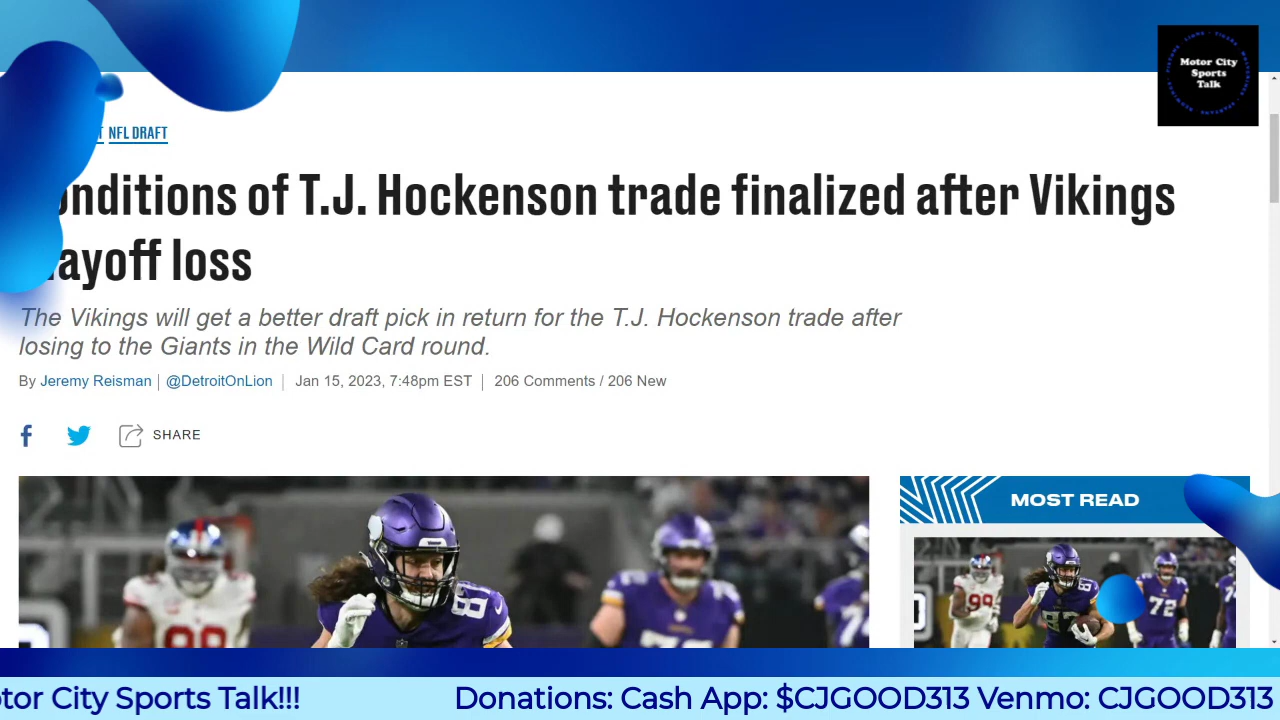 Motor City
Sports
Talk
NFL DRAFT
of T.J. Hockenson trade finalized after Vikings
loss
The Vikings will get a better draft pick in return for the T.J. Hockenson trade after
losing to the Giants in the Wild Card round.
By Jeremy Reisman | @DetroitOnLion | Jan 15, 2023, 7:48pm EST | 206 Comments / 206 New
SHARE
MOST READ
87
99
72
City Sports Talk!!! Donations: Cash App: $CJGOOD313 Venmo: CJGOOD313